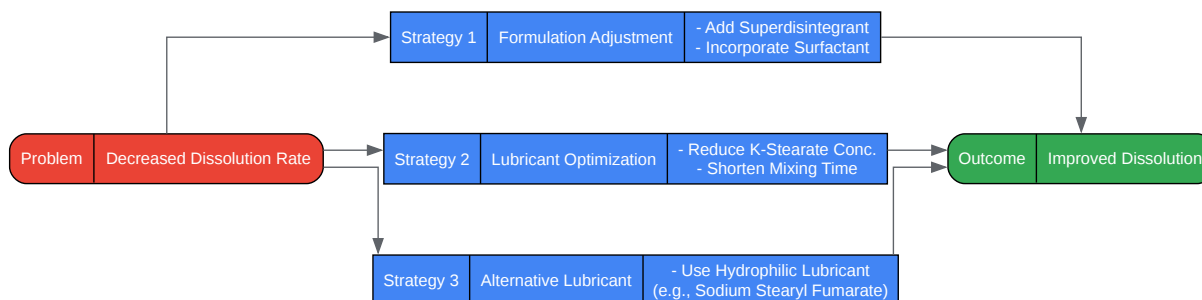 Strategy 1
Formulation Adjustment
- Add Superdisintegrant
- Incorporate Surfactant
Problem
Decreased Dissolution Rate
Strategy 2
Lubricant Optimization
- Reduce K-Stearate Conc.
- Shorten Mixing Time
Outcome
Improved Dissolution
Strategy 3
Alternative Lubricant
- Use Hydrophilic Lubricant
(e.g., Sodium Stearyl Fumarate)